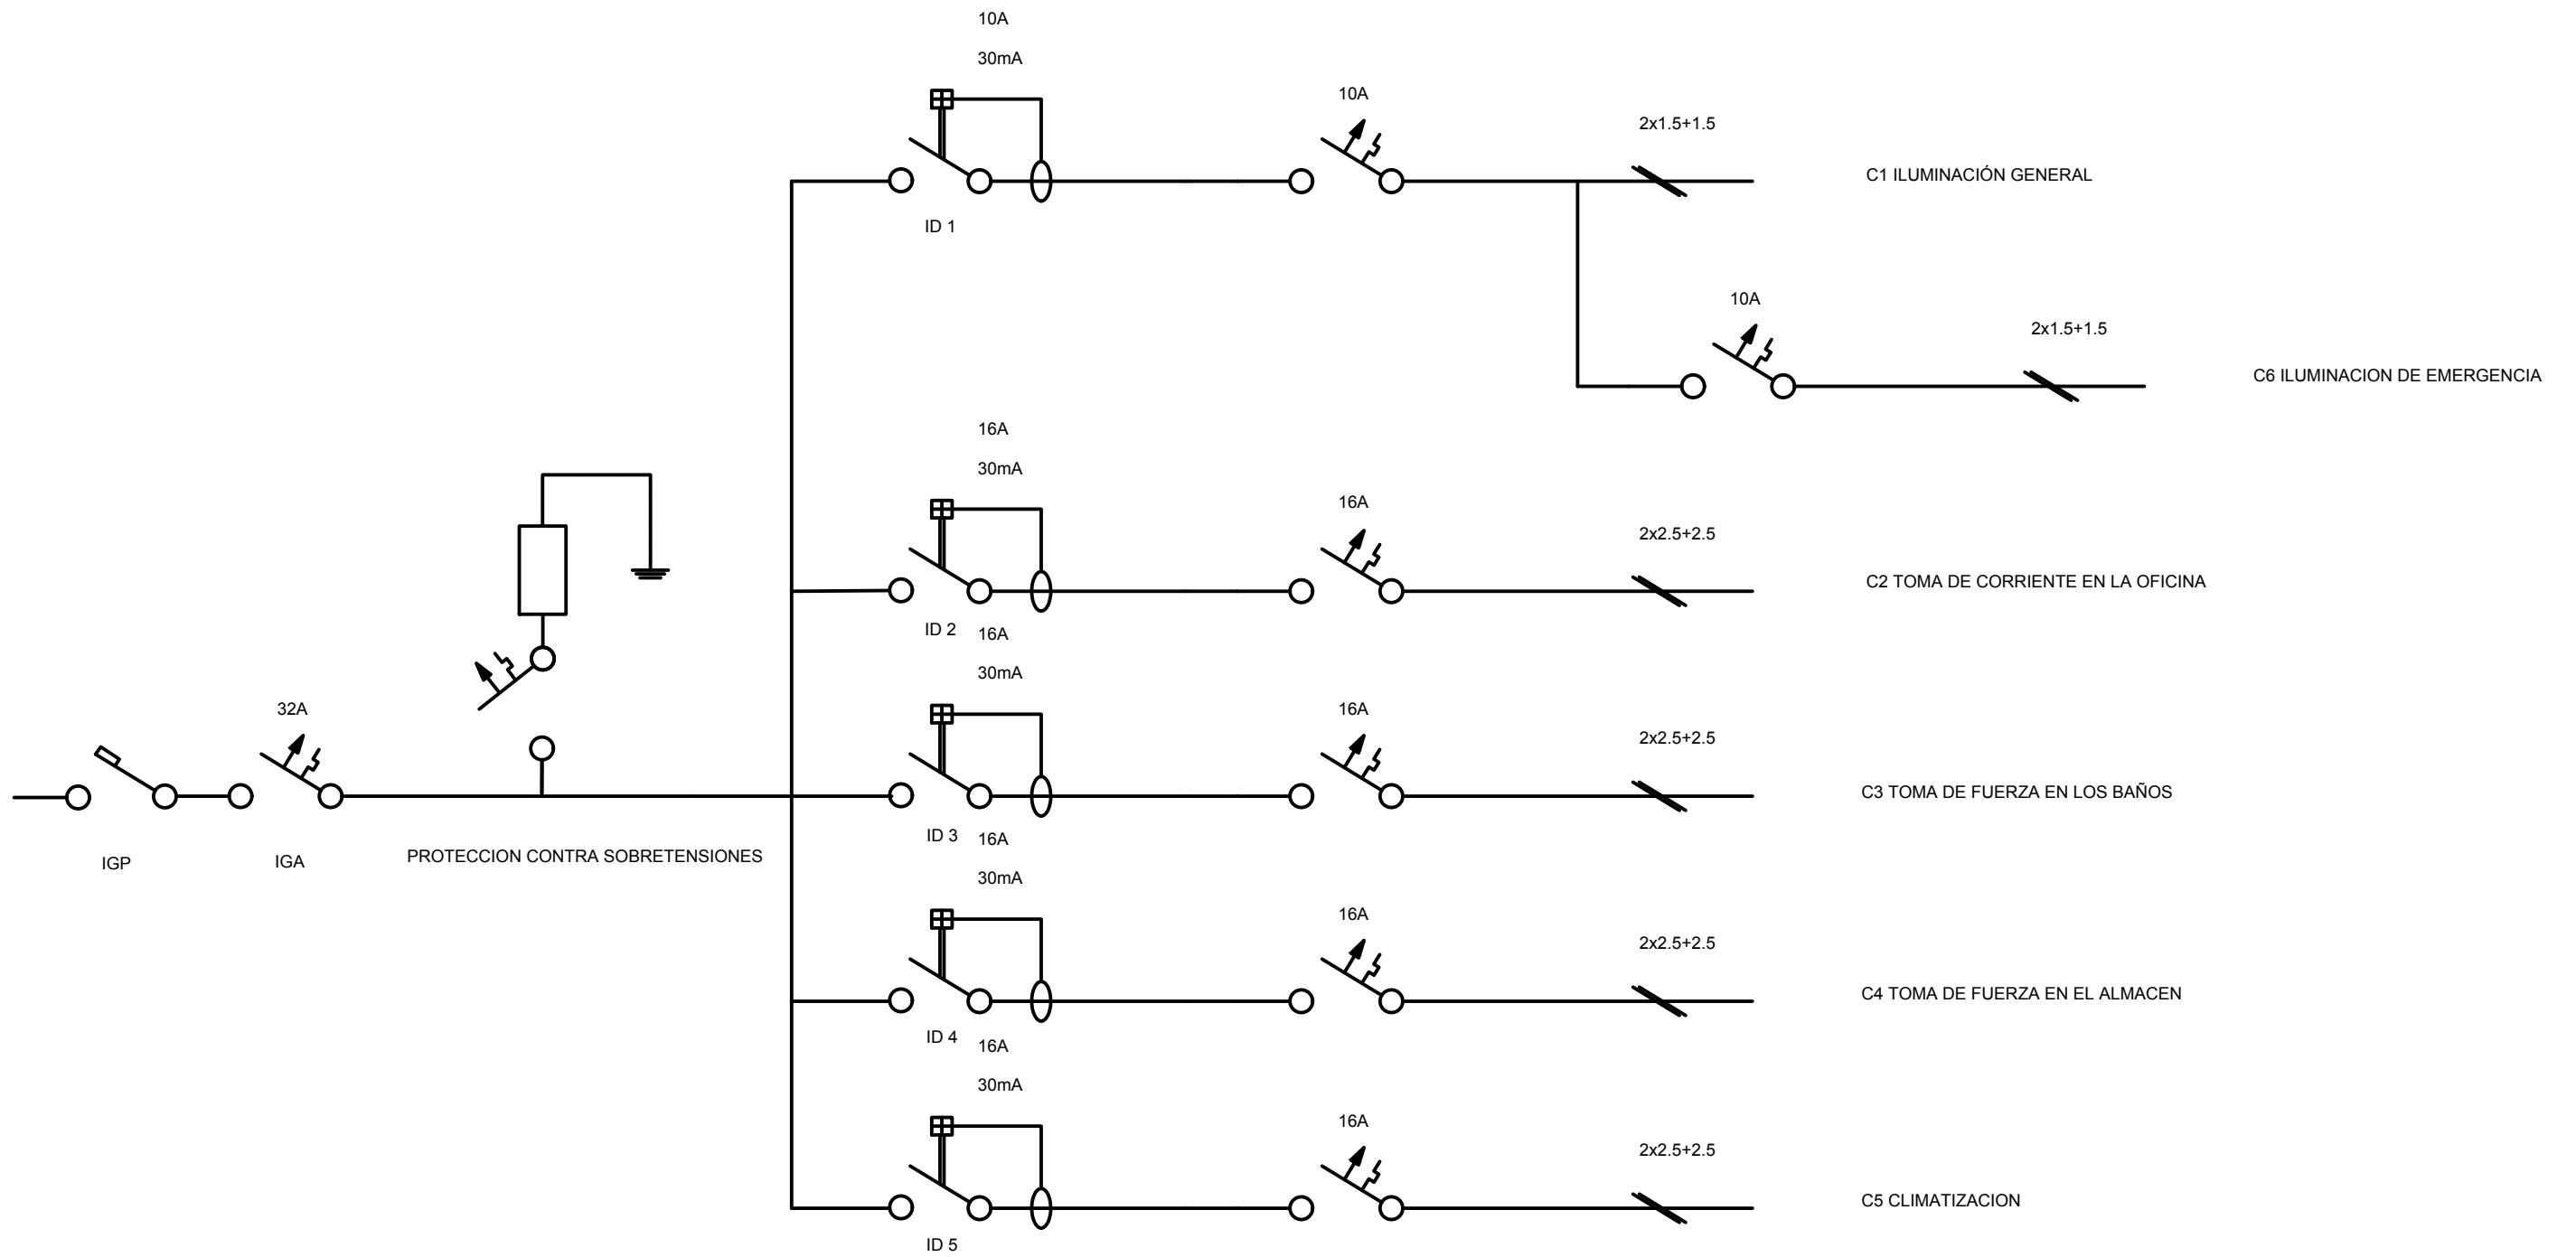 10A
30mA
10A
2x1.5+1.5
C1 ILUMINACIÓN GENERAL
ID 1
10A
2x1.5+1.5
C6 ILUMINACION DE EMERGENCIA
16A
30mA
16A
2x2.5+2.5
C2 TOMA DE CORRIENTE EN LA OFICINA
ID 2
16A
30mA
32A
16A
2x2.5+2.5
C3 TOMA DE FUERZA EN LOS BAÑOS
IGP
IGA
PROTECCION CONTRA SOBRETENSIONES
ID 3
16A
30mA
16A
2x2.5+2.5
C4 TOMA DE FUERZA EN EL ALMACEN
ID 4
16A
30mA
16A
2x2.5+2.5
C5 CLIMATIZACION
ID 5